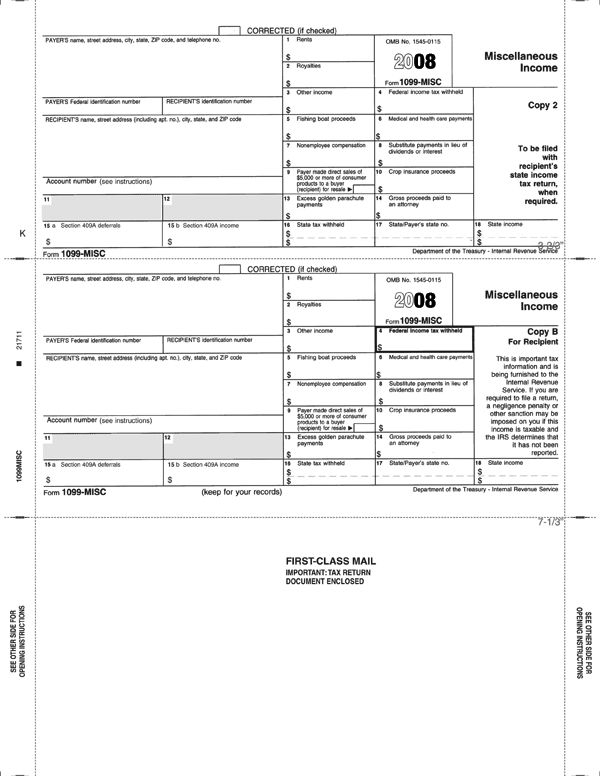 CORRECTED (if checked)
PAYER'S name, street address, city, state, ZIP code, and telephone no.
1 Rents
$
2 Royalties
$
OMB No. 1545-0115
2008
Form 1099-MISC
Miscellaneous
Income
3 Other income
$
4 Federal income tax withheld
$
Copy 2
PAYER'S Federal identification number
RECIPIENT'S identification number
RECIPIENT'S name, street address (including apt. no.), city, state, and ZIP code
5 Fishing boat proceeds
$
6 Medical and health care payments
$
To be filed
with
recipient's
state income
tax return,
when
required.
7 Nonemployee compensation
$
8 Substitute payments in lieu of
dividends or interest
$
9 Payer made direct sales of
$5,000 or more of consumer
products to a buyer
(recipient) for resale ▶
10 Crop insurance proceeds
$
Account number (see instructions)
11
12
13 Excess golden parachute
payments
$
14 Gross proceeds paid to
an attorney
$
15 a Section 409A deferrals
$
15 b Section 409A income
$
16 State tax withheld
$
$
17 State/Payer's state no.
18 State income
$
$
K
3-2/3"
Form 1099-MISC
Department of the Treasury - Internal Revenue Service
CORRECTED (if checked)
PAYER'S name, street address, city, state, ZIP code, and telephone no.
1 Rents
$
2 Royalties
$
OMB No. 1545-0115
2008
Form 1099-MISC
Miscellaneous
Income
3 Other income
$
4 Federal income tax withheld
$
Copy B
For Recipient
PAYER'S Federal identification number
RECIPIENT'S identification number
RECIPIENT'S name, street address (including apt. no.), city, state, and ZIP code
5 Fishing boat proceeds
$
6 Medical and health care payments
$
This is important tax
information and is
being furnished to the
Internal Revenue
Service. If you are
required to file a return,
a negligence penalty or
other sanction may be
imposed on you if this
income is taxable and
the IRS determines that
it has not been
reported.
7 Nonemployee compensation
$
8 Substitute payments in lieu of
dividends or interest
$
9 Payer made direct sales of
$5,000 or more of consumer
products to a buyer
(recipient) for resale ▶
10 Crop insurance proceeds
$
Account number (see instructions)
11
12
13 Excess golden parachute
payments
$
14 Gross proceeds paid to
an attorney
$
15 a Section 409A deferrals
$
15 b Section 409A income
$
16 State tax withheld
$
$
17 State/Payer's state no.
18 State income
$
$
Form 1099-MISC
(keep for your records)
Department of the Treasury - Internal Revenue Service
21711
1099MISC
7-1/3"
FIRST-CLASS MAIL
IMPORTANT: TAX RETURN
DOCUMENT ENCLOSED
SEE OTHER SIDE FOR
OPENING INSTRUCTIONS
SEE OTHER SIDE FOR
OPENING INSTRUCTIONS